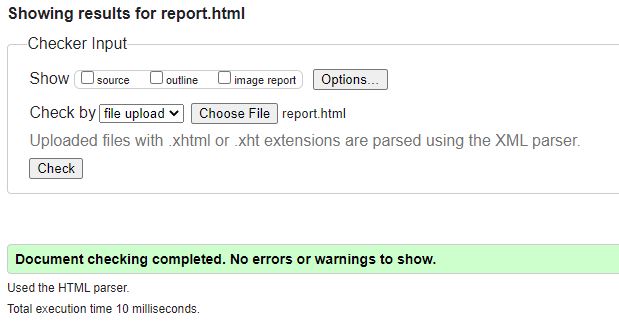 Showing results for report.html
Checker Input
Show source outline image report Options...
Check by file upload Choose File report.html
Uploaded files with .xhtml or .xht extensions are parsed using the XML parser.
Check
Document checking completed. No errors or warnings to show.
Used the HTML parser.
Total execution time 10 milliseconds.